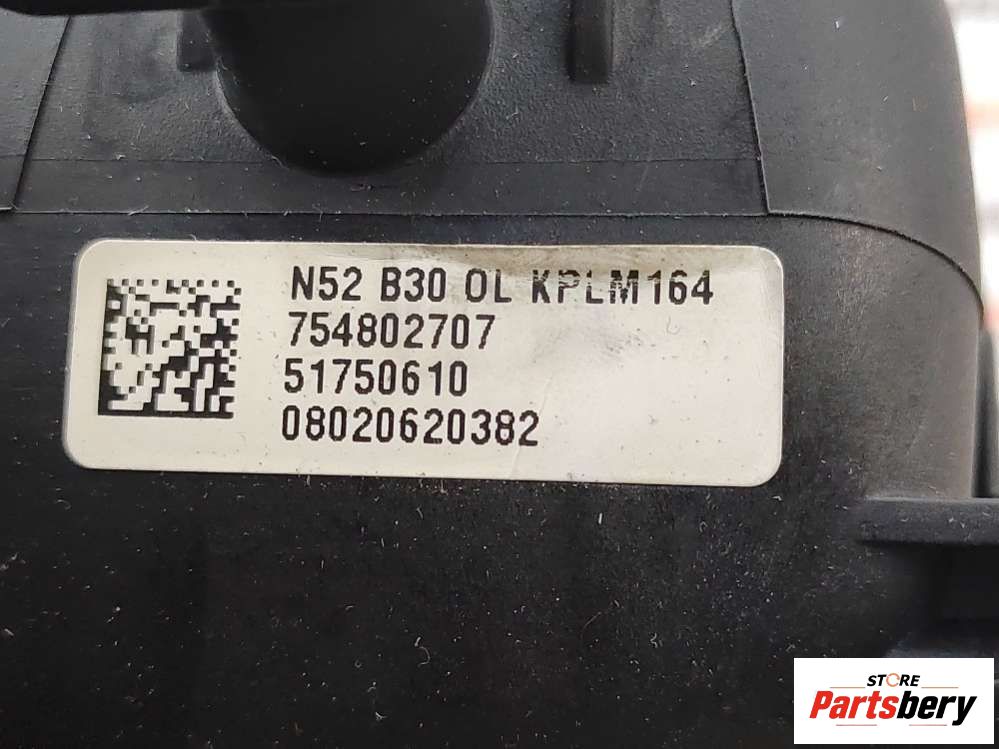 N52 B30 OL KPLM164
754802707
51750610
08020620382
STORE
Partsbery